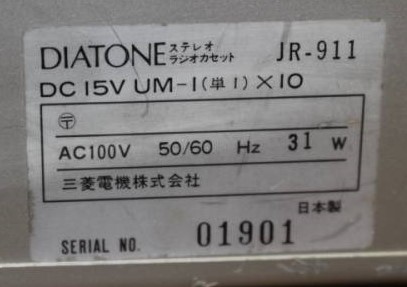 DIATONE ステレオ ラジオカセット JR-911
DC 15V UM-1(単1)×10
〶
AC100V 50/60 Hz 31 W
三菱電機株式会社
日本製
SERIAL NO. 01901